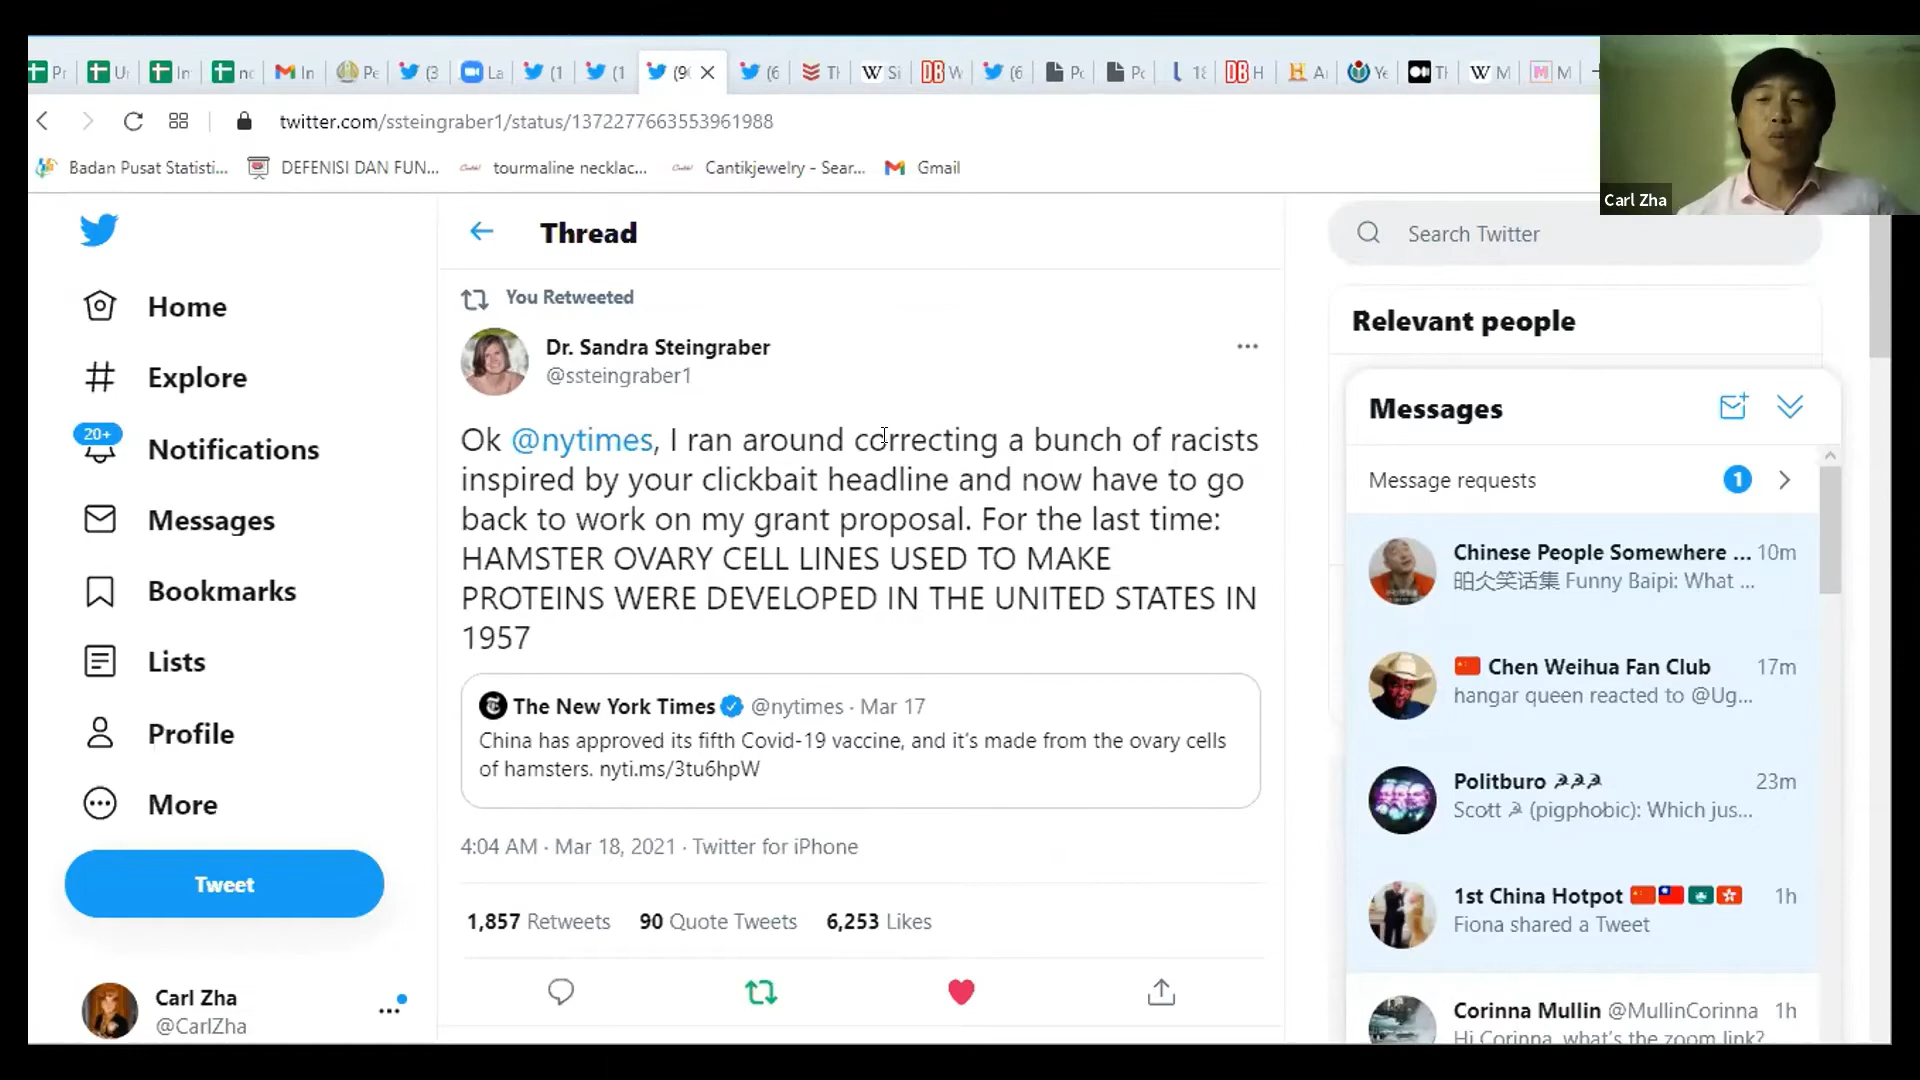 Pr
U
In
no
In
Pe
(3
La
(1
(1
(9
(6
Th
Si
W
(6
Po
Po
18
H
A
Ye
Th
M
M
twitter.com/ssteingraber1/status/1372277663553961988
Badan Pusat Statisti...
DEFENISI DAN FUN...
tourmaline necklac...
Cantikjewelry - Sear...
Gmail
Carl Zha
Home
Explore
20+
Notifications
Messages
Bookmarks
Lists
Profile
More
Tweet
Carl Zha
@CarlZha
Thread
You Retweeted
Dr. Sandra Steingraber
@ssteingraber1
Ok @nytimes, I ran around correcting a bunch of racists
inspired by your clickbait headline and now have to go
back to work on my grant proposal. For the last time:
HAMSTER OVARY CELL LINES USED TO MAKE
PROTEINS WERE DEVELOPED IN THE UNITED STATES IN
1957
The New York Times @nytimes · Mar 17
China has approved its fifth Covid-19 vaccine, and it's made from the ovary cells
of hamsters. nyti.ms/3tu6hpW
4:04 AM · Mar 18, 2021 · Twitter for iPhone
1,857 Retweets 90 Quote Tweets 6,253 Likes
Search Twitter
Relevant people
Messages
Message requests 1
Chinese People Somewhere ... 10m
笑话集 Funny Baipi: What ...
Chen Weihua Fan Club 17m
hangar queen reacted to @Ug...
Politburo ☭☭☭ 23m
Scott ☭ (pigphobic): Which jus...
1st China Hotpot 1h
Fiona shared a Tweet
Corinna Mullin @MullinCorinna 1h
Hi Corinna, what's the zoom link?